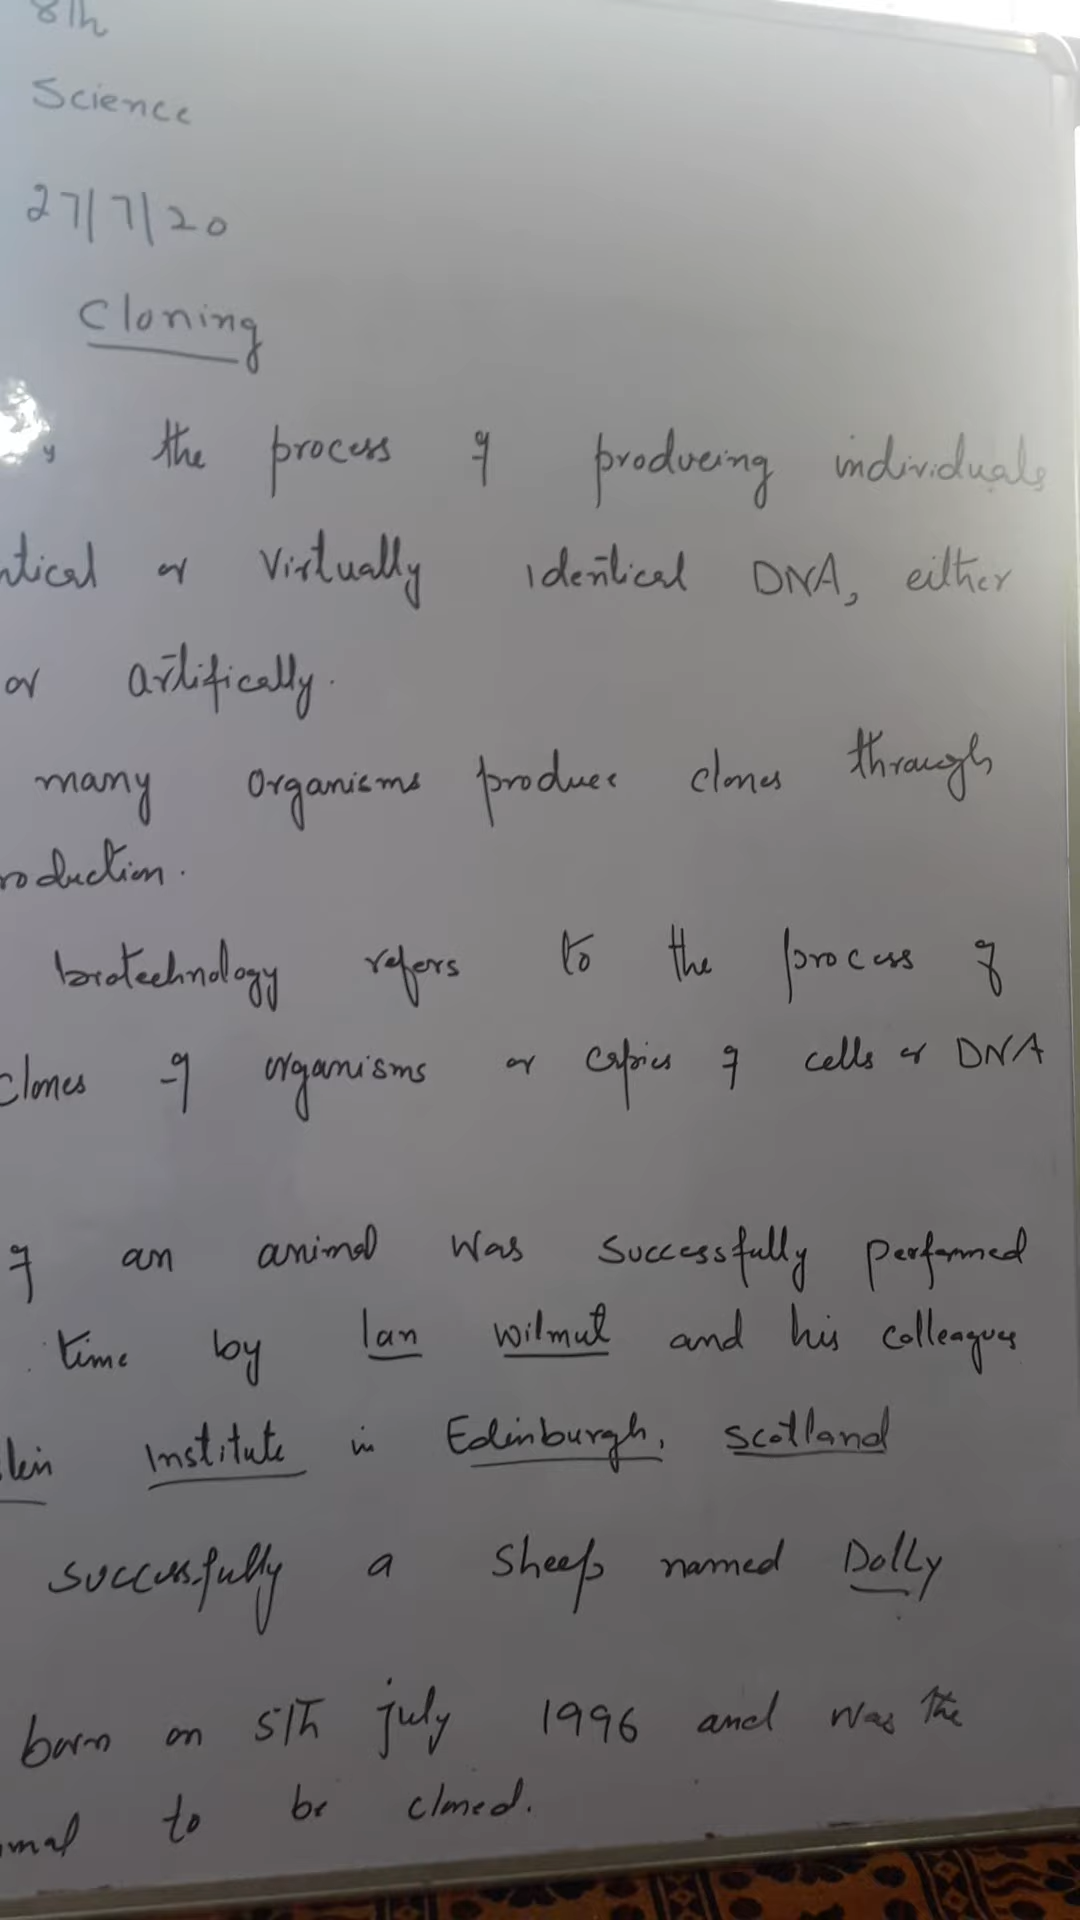 8th
Science
27/7/20
Cloning
the process of producing individuals
ntical or Virtually identical DNA, either
or artifically.
many organisms produce clones through
roduction.
biotechnology refers to the process of
clones of organisms or copies of cells or DNA
of an animal was successfully performed
time by Ian wilmut and his colleagues
lin Institute in Edinburgh, Scotland
successfully a sheep named Dolly
born on 5th july 1996 and was the
mal to be cloned.